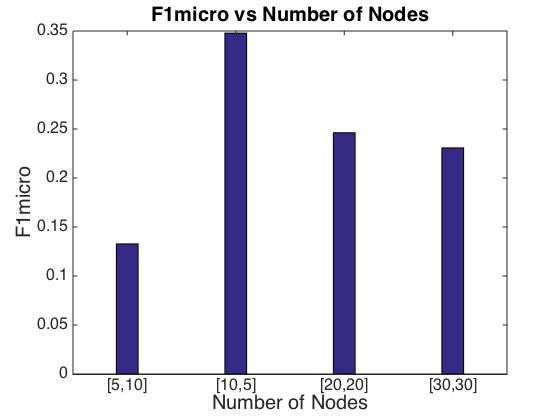 F1micro vs Number of Nodes
0.35
0.3
0.25
0.2
0.15
0.1
0.05
0
F1micro
[5,10] [10,5] [20,20] [30,30]
Number of Nodes